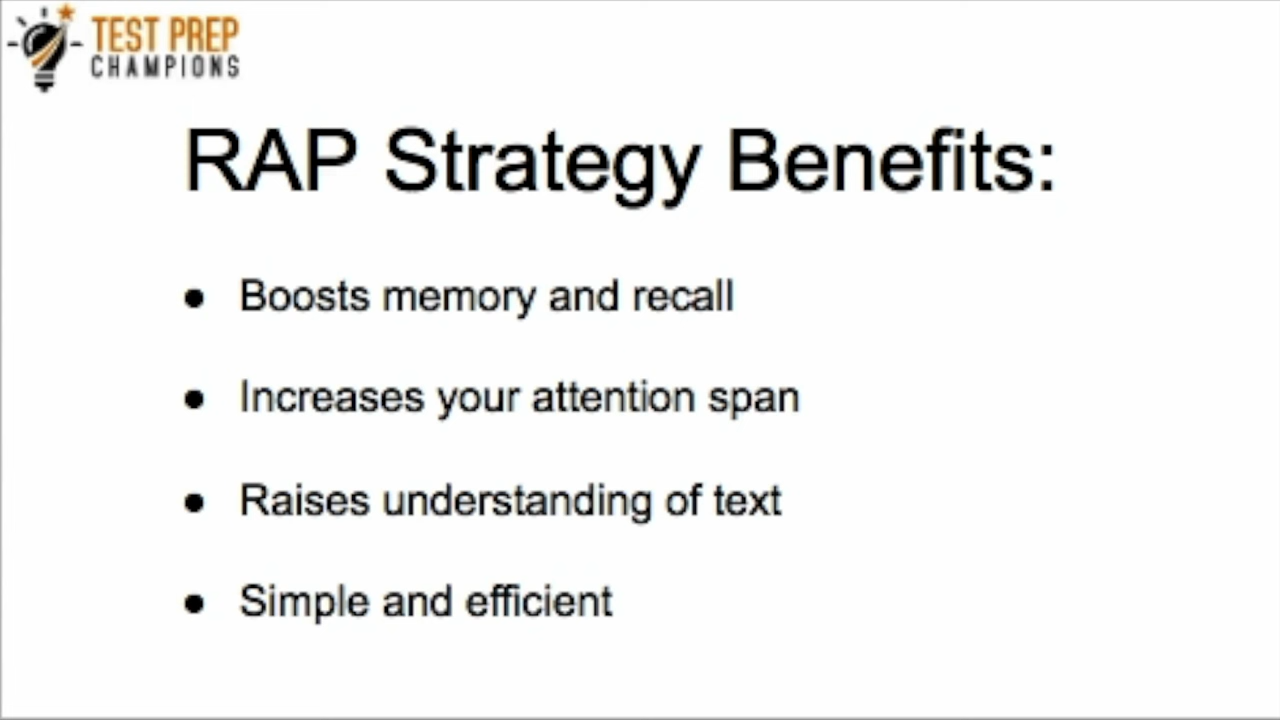 TEST PREP
CHAMPIONS
RAP Strategy Benefits:
● Boosts memory and recall
● Increases your attention span
● Raises understanding of text
● Simple and efficient